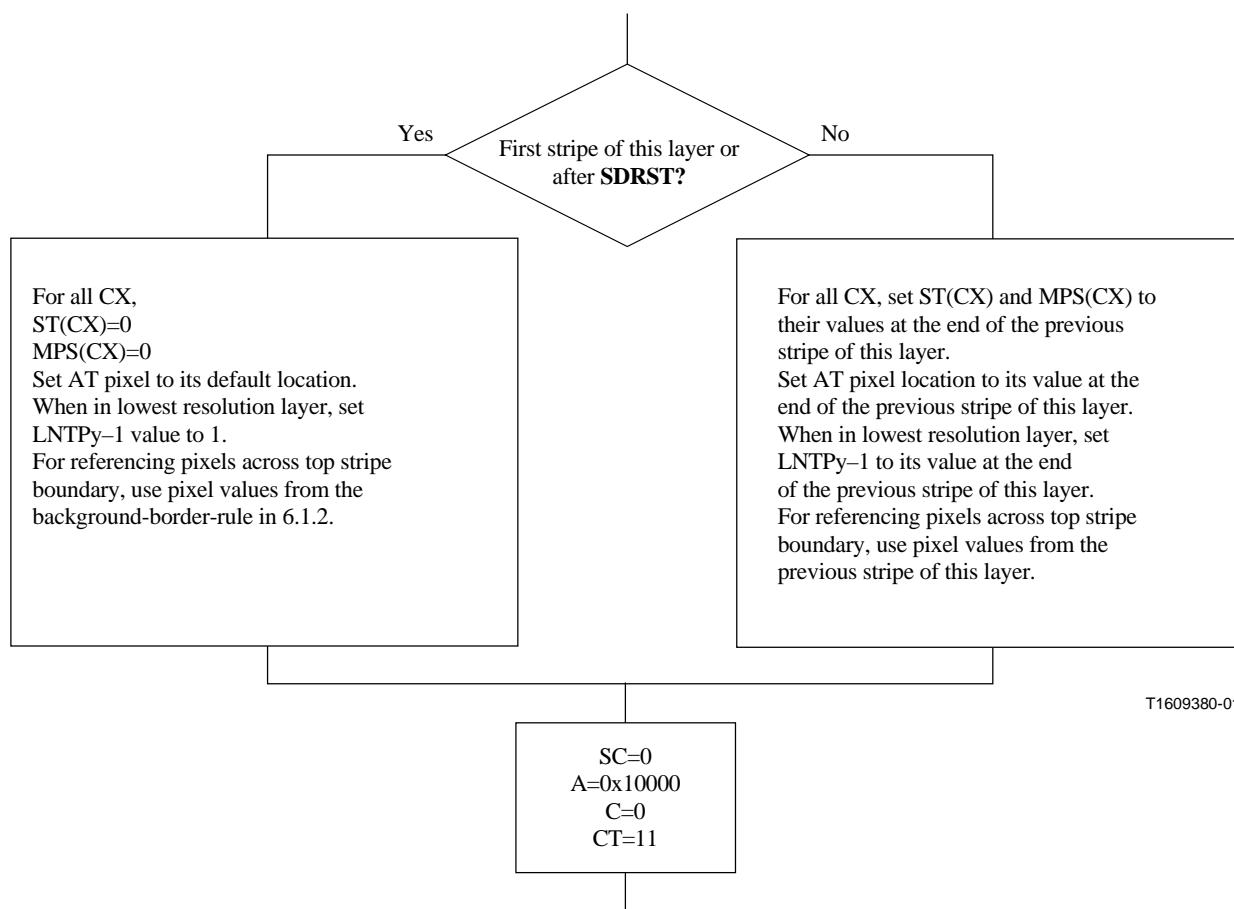 First stripe of this layer or
after SDRST?
Yes
No
For all CX,
ST(CX)=0
MPS(CX)=0
Set AT pixel to its default location.
When in lowest resolution layer, set
LNTPy–1 value to 1.
For referencing pixels across top stripe
boundary, use pixel values from the
background-border-rule in 6.1.2.
For all CX, set ST(CX) and MPS(CX) to
their values at the end of the previous
stripe of this layer.
Set AT pixel location to its value at the
end of the previous stripe of this layer.
When in lowest resolution layer, set
LNTPy–1 to its value at the end
of the previous stripe of this layer.
For referencing pixels across top stripe
boundary, use pixel values from the
previous stripe of this layer.
T1609380-01
SC=0
A=0x10000
C=0
CT=11